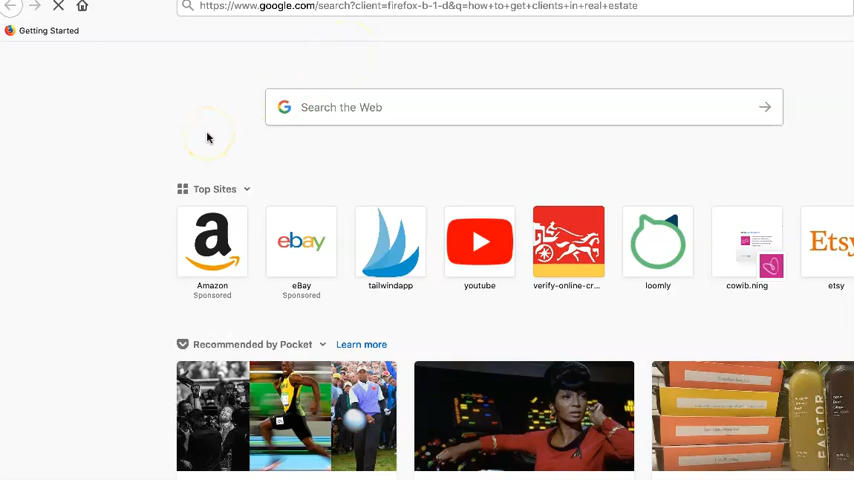 https://www.google.com/search?client=firefox-b-1-d&q=how+to+get+clients+in+real+estate
Getting Started
Search the Web
Top Sites
a
ebay
Etsy
Amazon
eBay
tailwindapp
youtube
verify-online-cr...
loomly
cowib.ning
etsy
Sponsored
Sponsored
Recommended by Pocket
Learn more
FACTOR